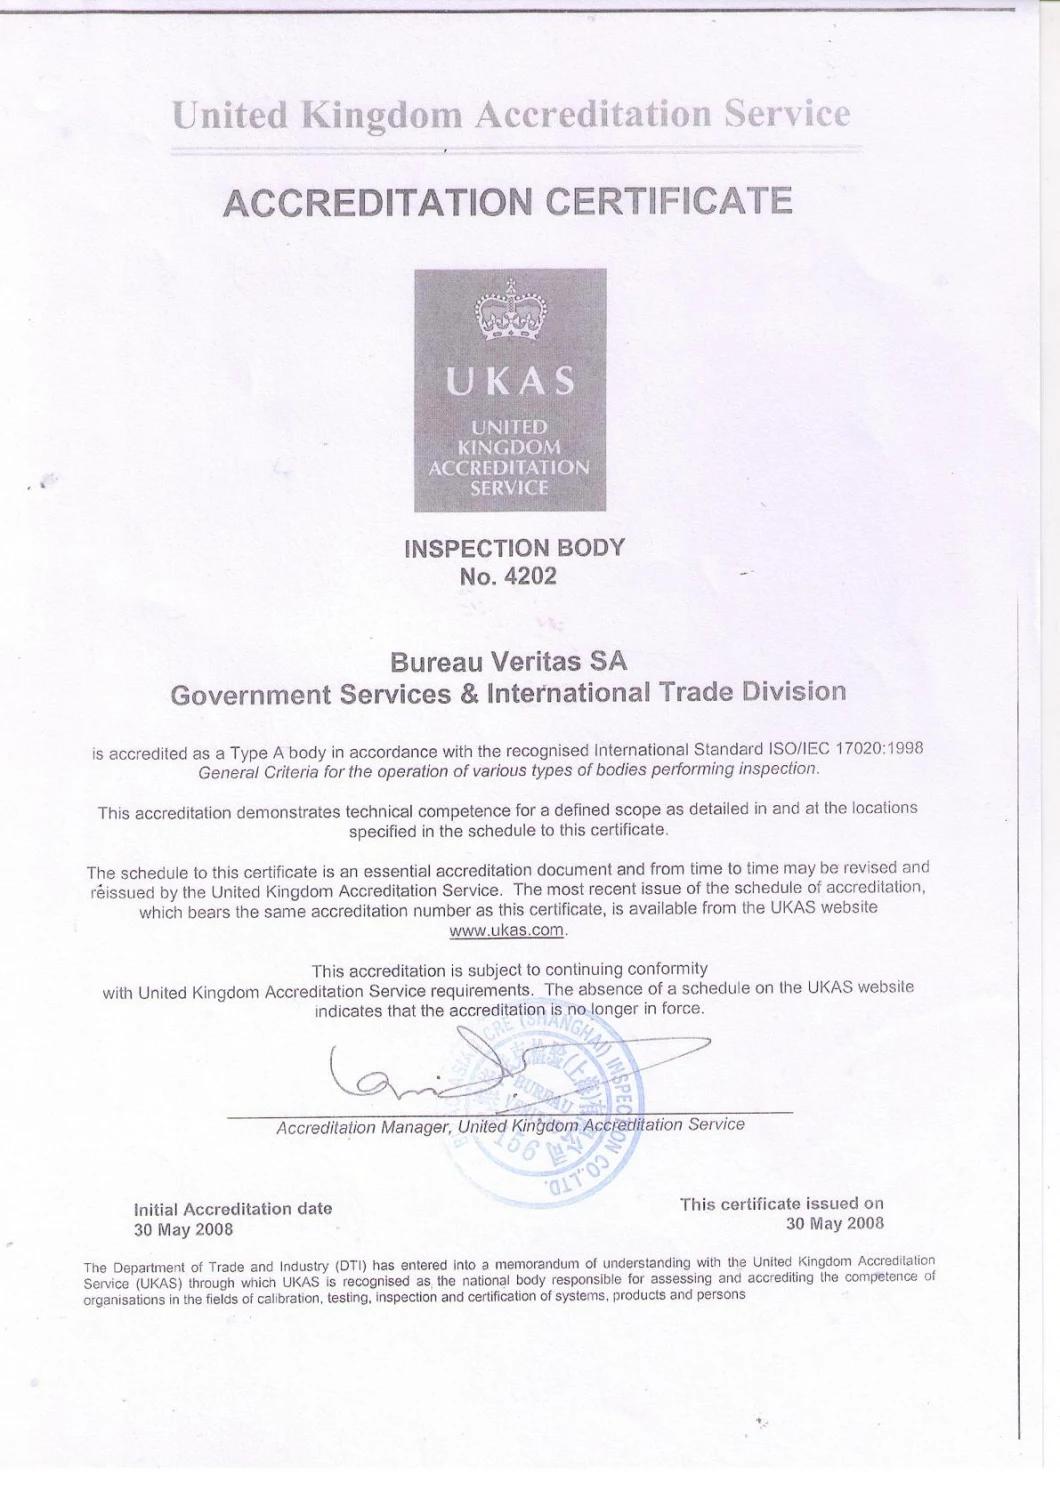 United Kingdom Accreditation Service
ACCREDITATION CERTIFICATE
UKAS
UNITED
KINGDOM
ACCREDITATION
SERVICE
INSPECTION BODY
No. 4202
Bureau Veritas SA
Government Services & International Trade Division
is accredited as a Type A body in accordance with the recognised International Standard ISO/IEC 17020:1998
General Criteria for the operation of various types of bodies performing inspection.
This accreditation demonstrates technical competence for a defined scope as detailed in and at the locations
specified in the schedule to this certificate.
The schedule to this certificate is an essential accreditation document and from time to time may be revised and
reissued by the United Kingdom Accreditation Service. The most recent issue of the schedule of accreditation,
which bears the same accreditation number as this certificate, is available from the UKAS website
www.ukas.com.
This accreditation is subject to continuing conformity
with United Kingdom Accreditation Service requirements. The absence of a schedule on the UKAS website
indicates that the accreditation is no longer in force.
(SHANGHAI) INSPECTION CO.,LTD.
BUREAU
156
Accreditation Manager, United Kingdom Accreditation Service
Initial Accreditation date
30 May 2008
This certificate issued on
30 May 2008
The Department of Trade and Industry (DTI) has entered into a memorandum of understanding with the United Kingdom Accreditation
Service (UKAS) through which UKAS is recognised as the national body responsible for assessing and accrediting the competence of
organisations in the fields of calibration, testing, inspection and certification of systems, products and persons